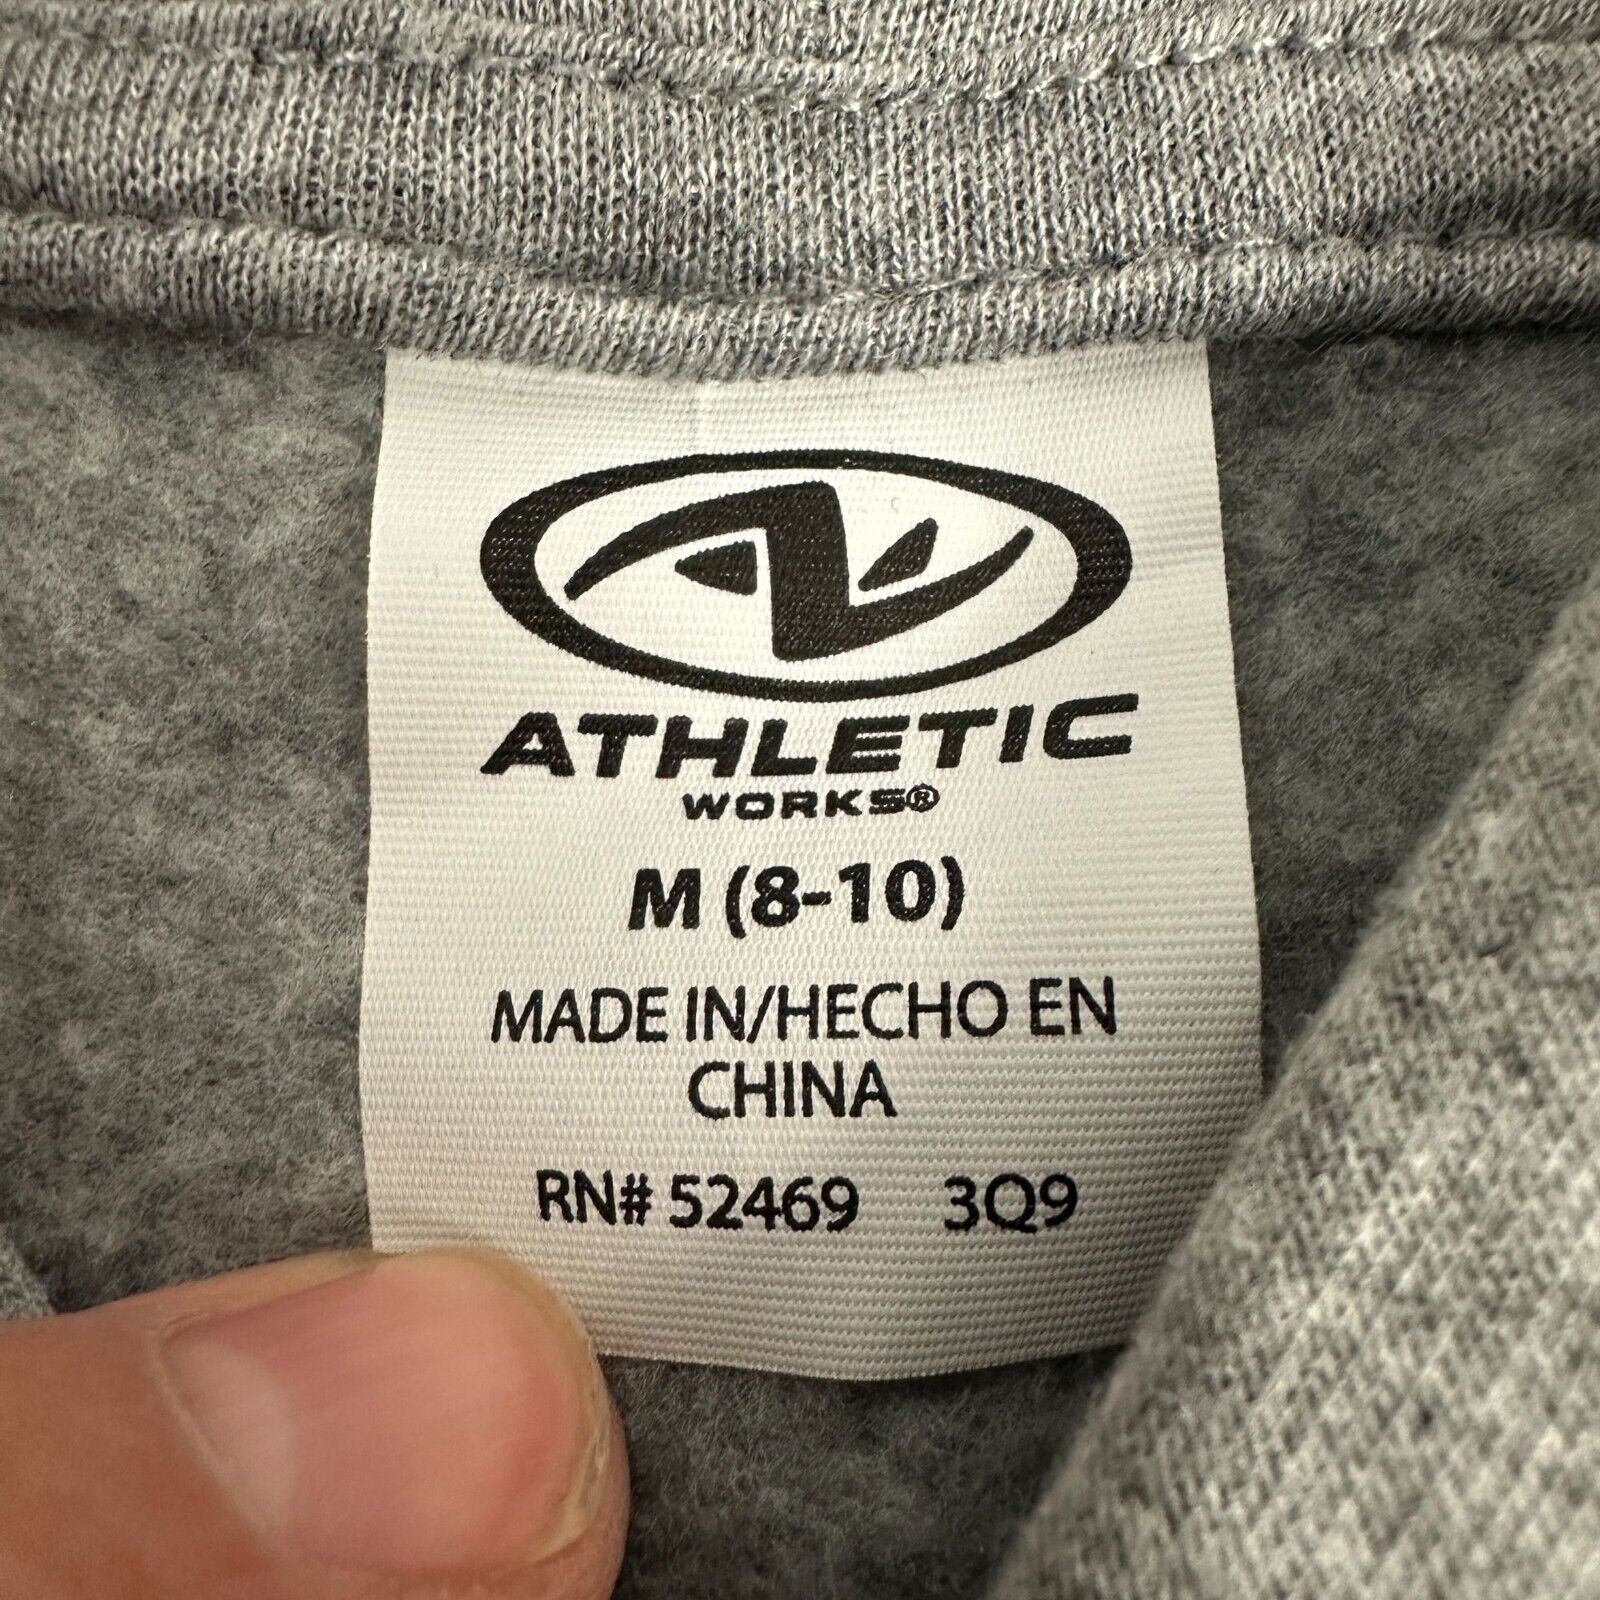 ATHLETIC
WORKS®
M (8-10)
MADE IN/HECHO EN
CHINA
RN# 52469 3Q9